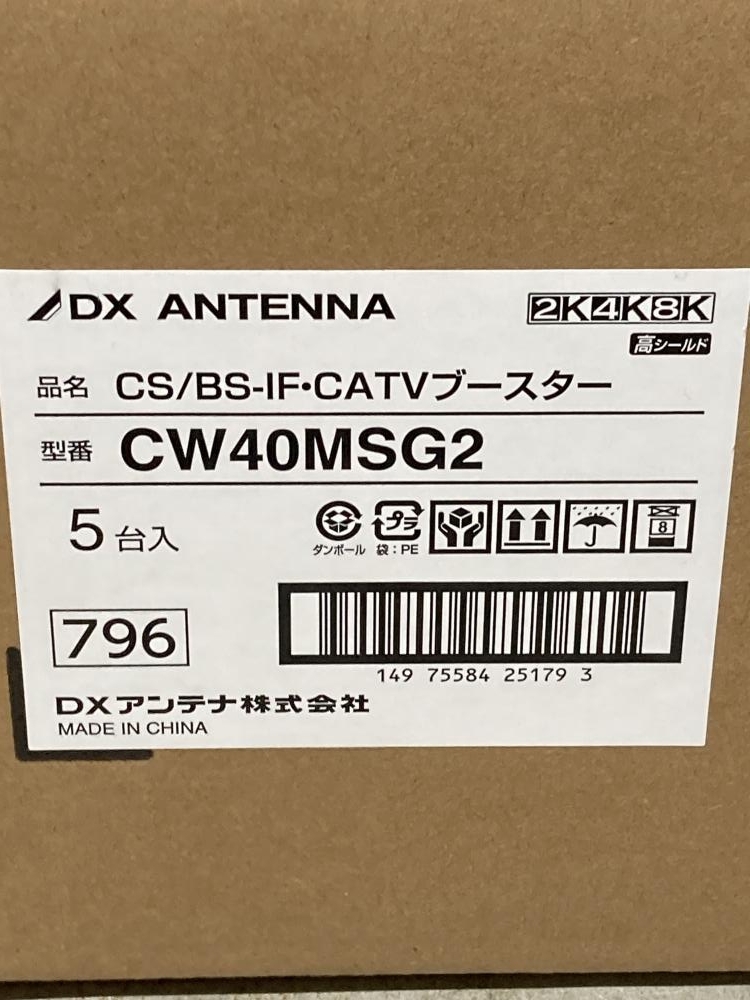 DX ANTENNA
2K4K8K
高シールド
品名 CS/BS-IF・CATVブースター
型番 CW40MSG2
5台入
ダンボール
プラ
袋：PE
8
796
149 75584 25179 3
DXアンテナ株式会社
MADE IN CHINA